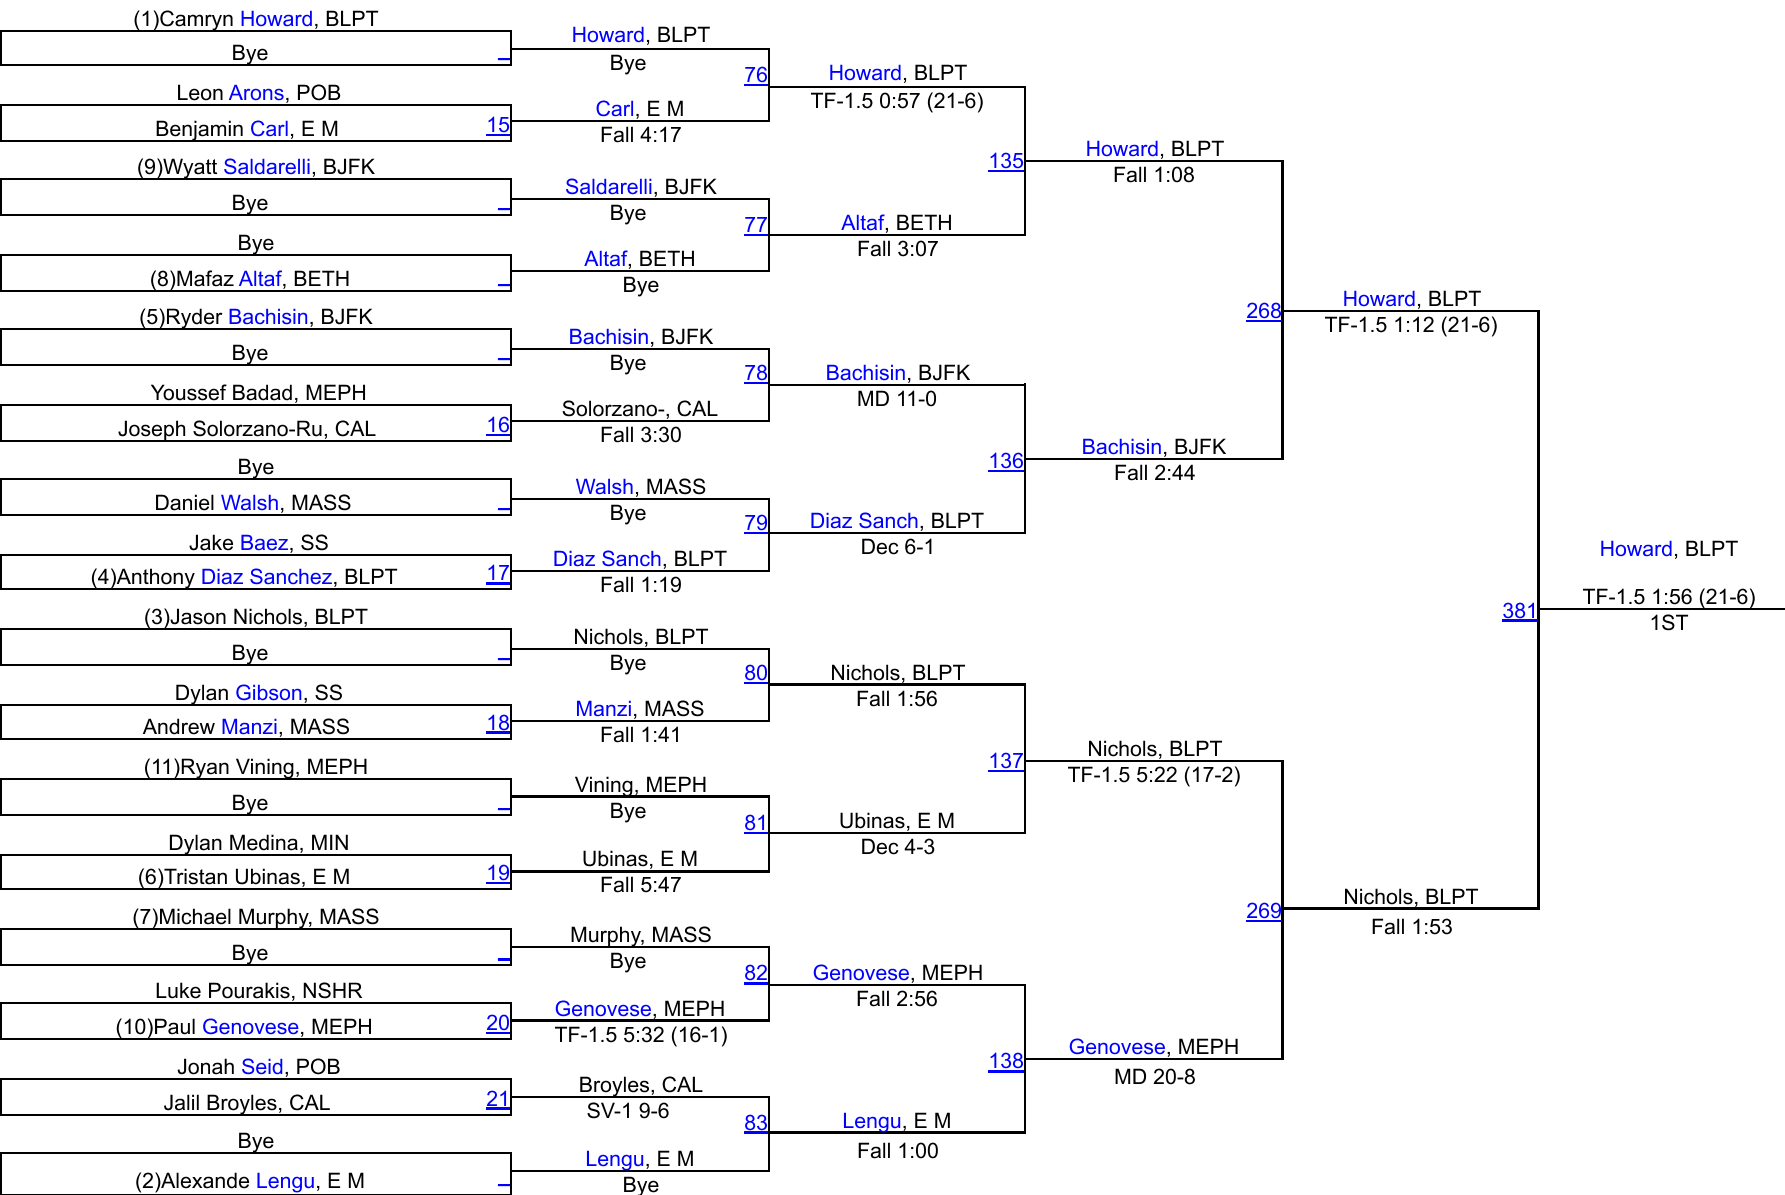 (1)Camryn Howard, BLPT
Bye
Leon Arons, POB
Benjamin Carl, E M
15
(9)Wyatt Saldarelli, BJFK
Bye
Bye
(8)Mafaz Altaf, BETH
(5)Ryder Bachisin, BJFK
Bye
Youssef Badad, MEPH
Joseph Solorzano-Ru, CAL
16
Bye
Daniel Walsh, MASS
Jake Baez, SS
(4)Anthony Diaz Sanchez, BLPT
17
(3)Jason Nichols, BLPT
Bye
Dylan Gibson, SS
Andrew Manzi, MASS
18
(11)Ryan Vining, MEPH
Bye
Dylan Medina, MIN
(6)Tristan Ubinas, E M
19
(7)Michael Murphy, MASS
Bye
Luke Pourakis, NSHR
(10)Paul Genovese, MEPH
20
Jonah Seid, POB
Jalil Broyles, CAL
21
Bye
(2)Alexande Lengu, E M
Howard, BLPT
Bye
76
Carl, E M
Fall 4:17
Saldarelli, BJFK
Bye
77
Altaf, BETH
Bye
Bachisin, BJFK
Bye
78
Solorzano-, CAL
Fall 3:30
Walsh, MASS
Bye
79
Diaz Sanch, BLPT
Fall 1:19
Nichols, BLPT
Bye
80
Manzi, MASS
Fall 1:41
Vining, MEPH
Bye
81
Ubinas, E M
Fall 5:47
Murphy, MASS
Bye
82
Genovese, MEPH
TF-1.5 5:32 (16-1)
Broyles, CAL
SV-1 9-6
83
Lengu, E M
Bye
Howard, BLPT
TF-1.5 0:57 (21-6)
135
Altaf, BETH
Fall 3:07
Bachisin, BJFK
MD 11-0
136
Diaz Sanch, BLPT
Dec 6-1
Nichols, BLPT
Fall 1:56
137
Ubinas, E M
Dec 4-3
Genovese, MEPH
Fall 2:56
138
Lengu, E M
Fall 1:00
Howard, BLPT
Fall 1:08
268
Bachisin, BJFK
Fall 2:44
Nichols, BLPT
TF-1.5 5:22 (17-2)
269
Genovese, MEPH
MD 20-8
Howard, BLPT
TF-1.5 1:12 (21-6)
381
Nichols, BLPT
Fall 1:53
Howard, BLPT
TF-1.5 1:56 (21-6)
1ST